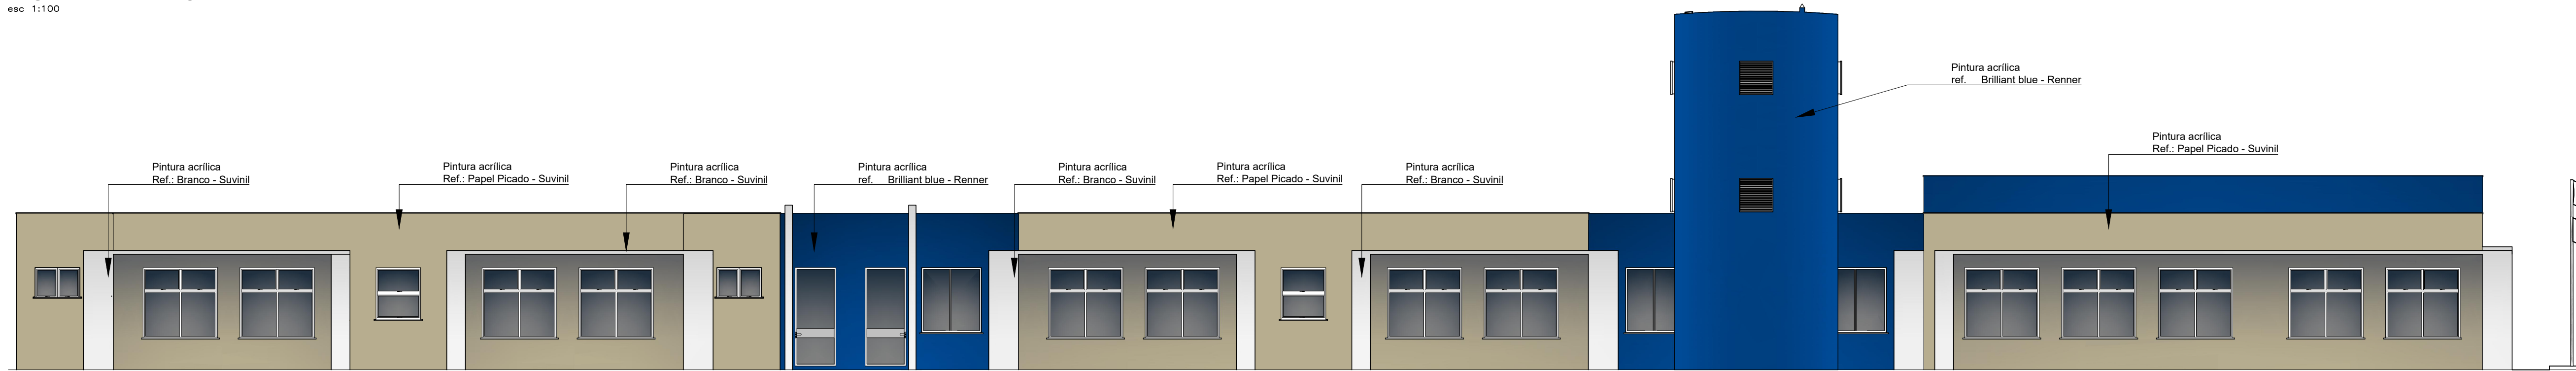 esc 1:100
Pintura acrílica
ref. Brilliant blue - Renner
Pintura acrílica
Ref.: Papel Picado - Suvinil
Pintura acrílica
Ref.: Branco - Suvinil
Pintura acrílica
Ref.: Papel Picado - Suvinil
Pintura acrílica
Ref.: Branco - Suvinil
Pintura acrílica
ref. Brilliant blue - Renner
Pintura acrílica
Ref.: Branco - Suvinil
Pintura acrílica
Ref.: Papel Picado - Suvinil
Pintura acrílica
Ref.: Branco - Suvinil